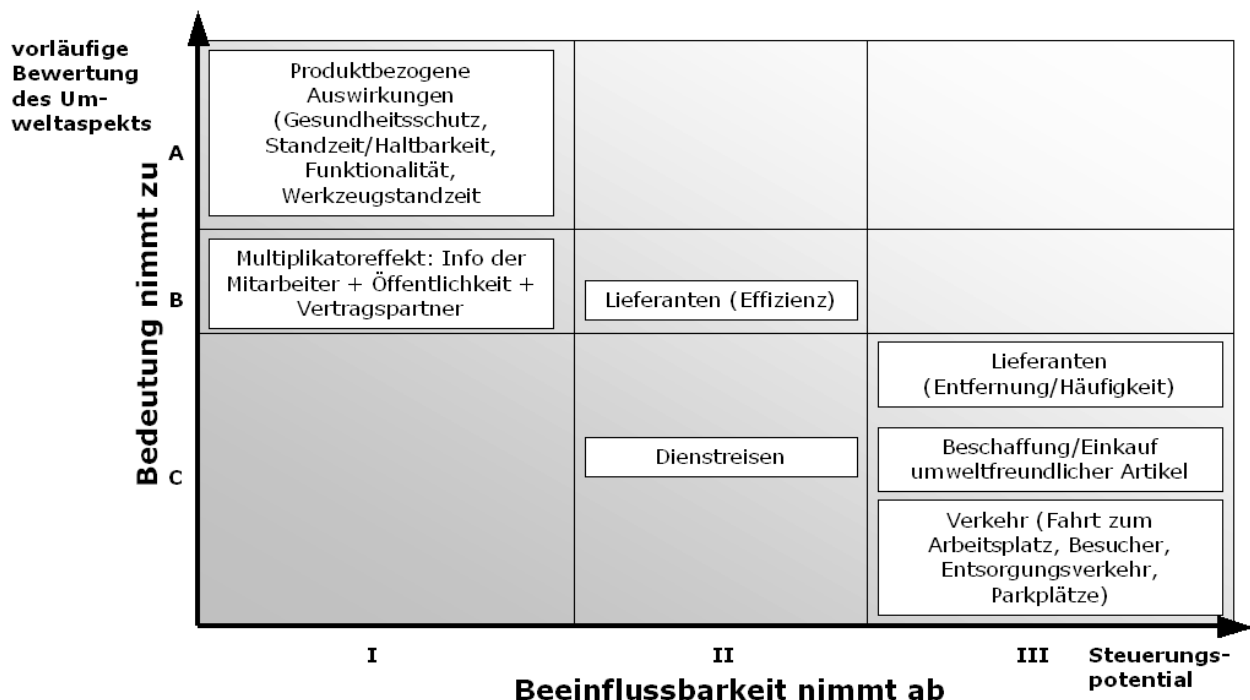 vorläufige
Bewertung
des Um-
weltaspekts
Bedeutung nimmt zu
A
Produktbezogene
Auswirkungen
(Gesundheitsschutz,
Standzeit/Haltbarkeit,
Funktionalität,
Werkzeugstandzeit
B
Multiplikatoreffekt: Info der
Mitarbeiter + Öffentlichkeit +
Vertragspartner
Lieferanten (Effizienz)
C
Dienstreisen
Lieferanten
(Entfernung/Häufigkeit)
Beschaffung/Einkauf
umweltfreundlicher Artikel
Verkehr (Fahrt zum
Arbeitsplatz, Besucher,
Entsorgungsverkehr,
Parkplätze)
I
II
III
Steuerungs-
potential
Beeinflussbarkeit nimmt ab